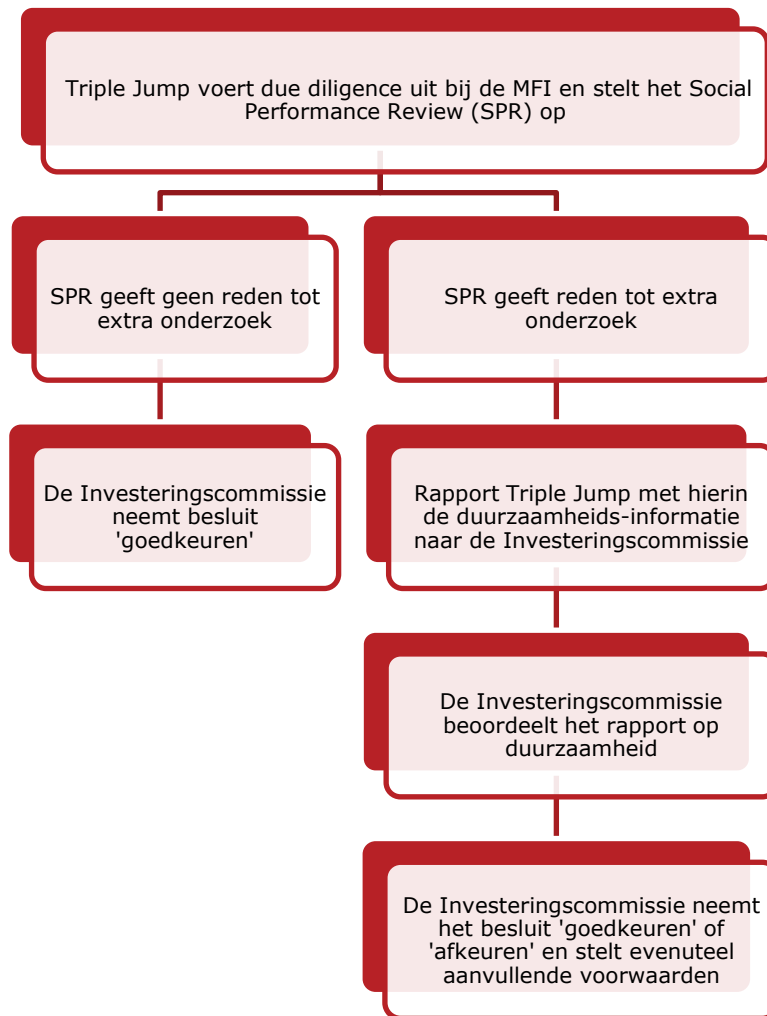 Triple Jump voert due diligence uit bij de MFI en stelt het Social
Performance Review (SPR) op
SPR geeft geen reden tot
extra onderzoek
SPR geeft reden tot extra
onderzoek
De Investeringscommissie
neemt besluit
'goedkeuren'
Rapport Triple Jump met hierin
de duurzaamheids-informatie
naar de Investeringscommissie
De Investeringscommissie
beoordeelt het rapport op
duurzaamheid
De Investeringscommissie neemt
het besluit 'goedkeuren' of
'afkeuren' en stelt evenuteel
aanvullende voorwaarden